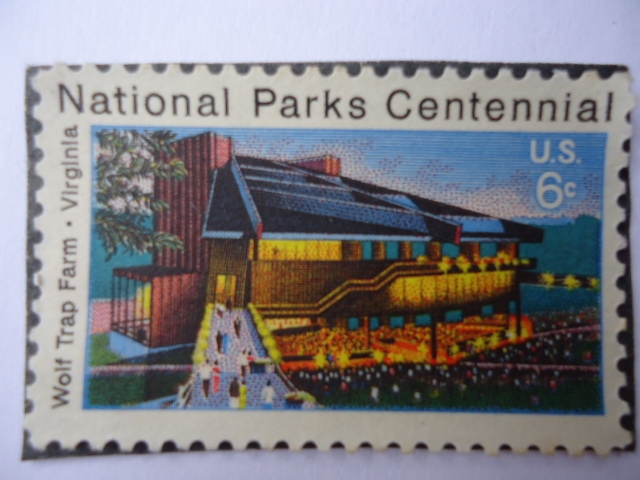 National Parks Centennial
Wolf Trap Farm · Virginia
U.S.
6c